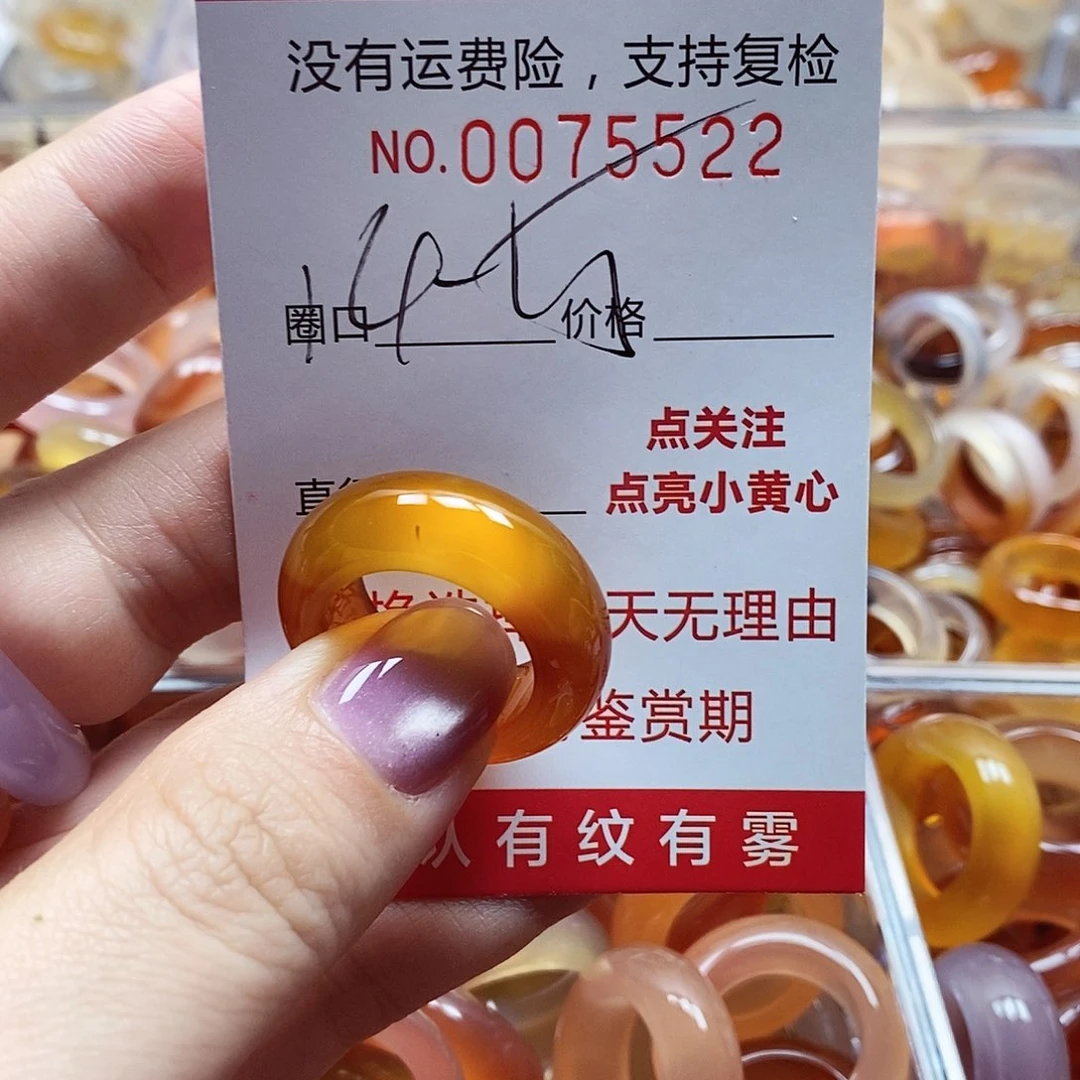 没有运费险，支持复检
NO.0075522
圈口 价格
点关注
直 点亮小黄心
天无理由
鉴赏期
有纹有雾